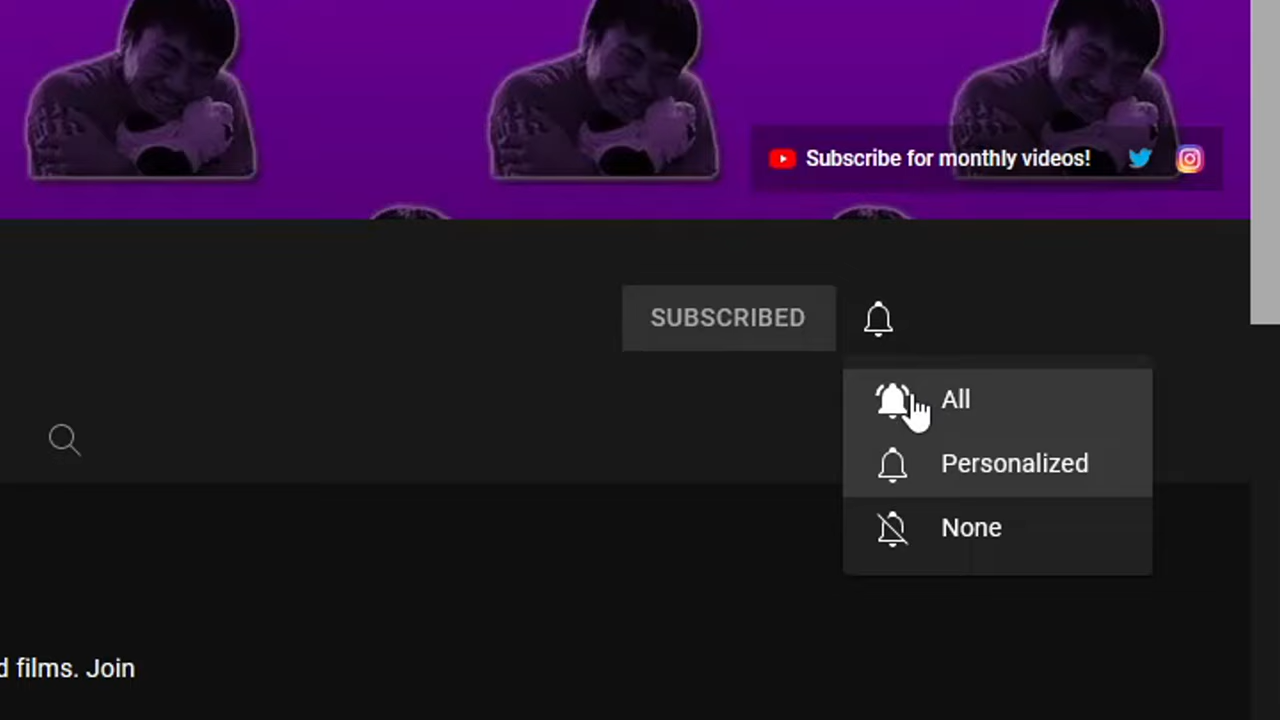 Subscribe for monthly videos!
SUBSCRIBED
All
Personalized
None
d films. Join